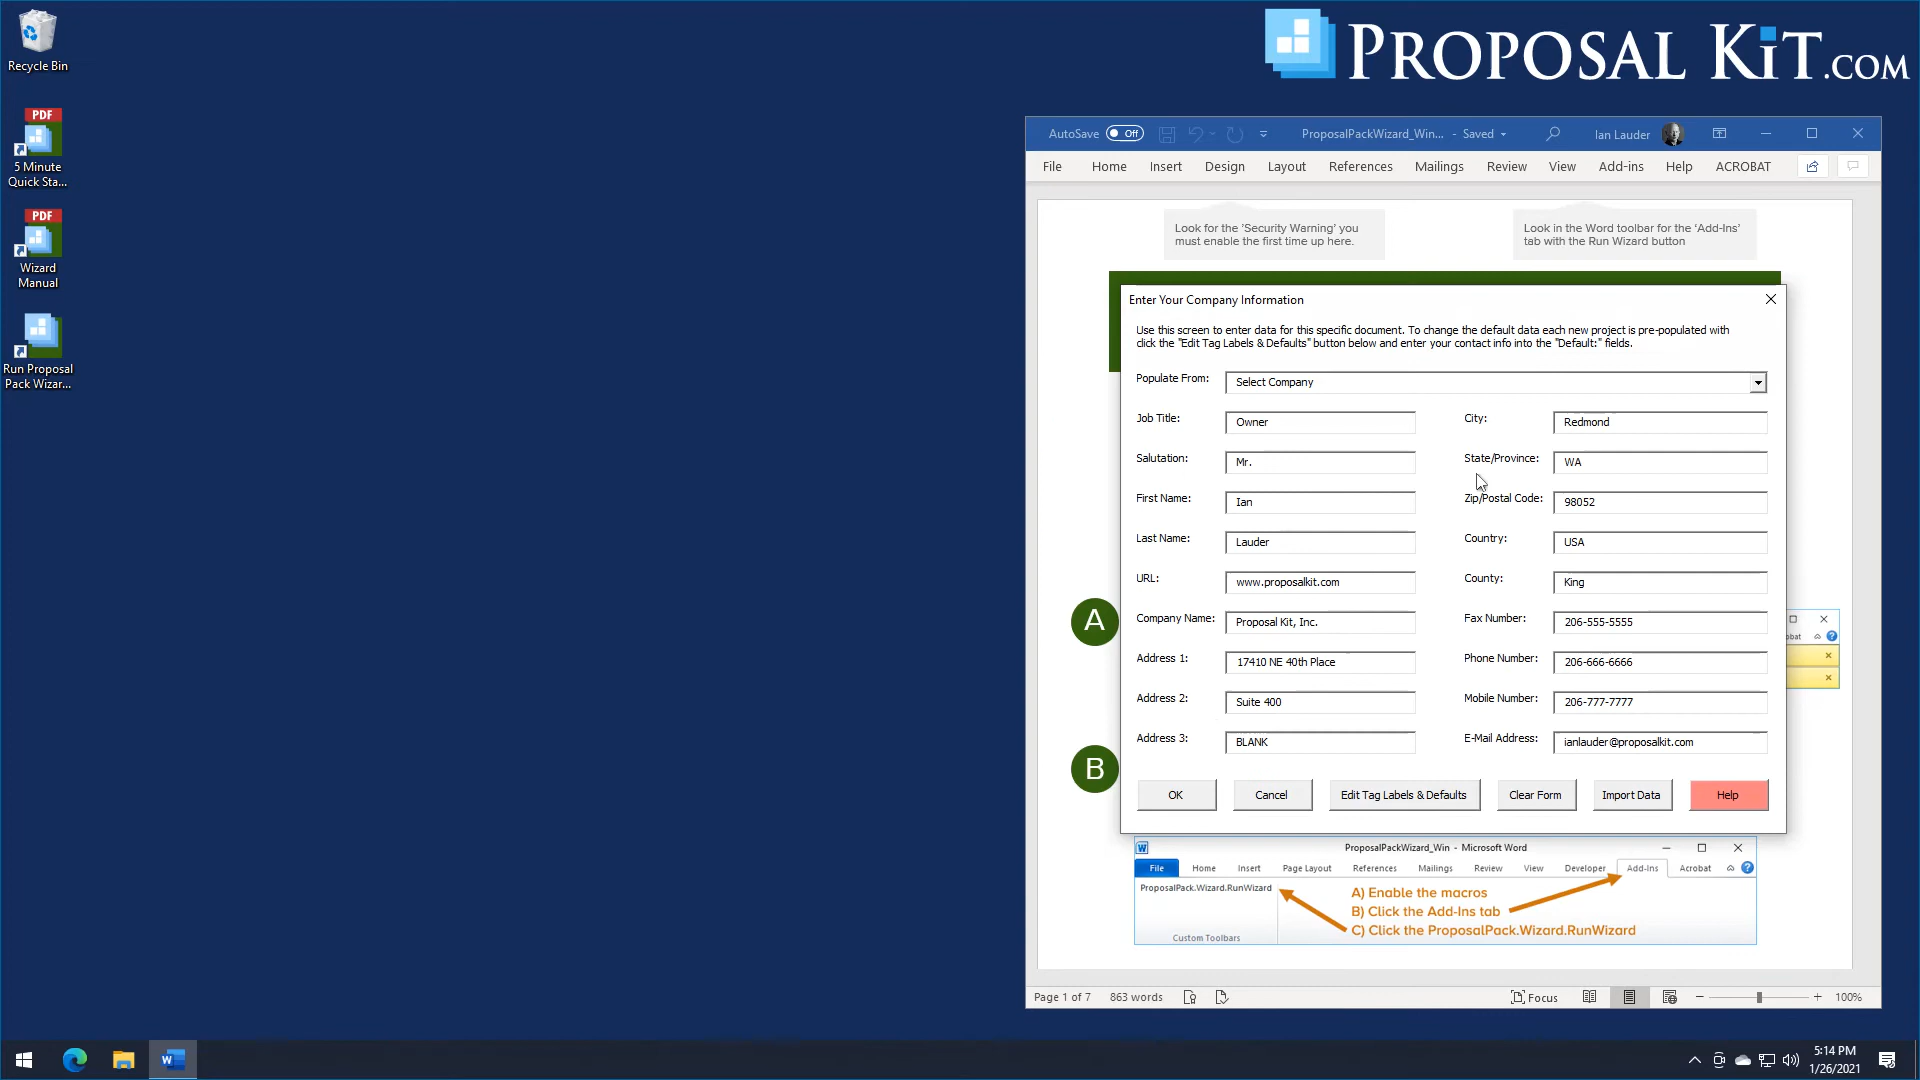 PROPOSAL KIT.COM
Recycle Bin
PDF
5 Minute
Quick Sta...
PDF
Wizard
Manual
Run Proposal
Pack Wizar...
AutoSave Off
ProposalPackWizard_Win... - Saved
Ian Lauder
File Home Insert Design Layout References Mailings Review View Add-ins Help ACROBAT
Look for the 'Security Warning' you
must enable the first time up here.
Look in the Word toolbar for the 'Add-Ins'
tab with the Run Wizard button
Enter Your Company Information
Use this screen to enter data for this specific document. To change the default data each new project is pre-populated with
click the "Edit Tag Labels & Defaults" button below and enter your contact info into the "Default:" fields.
Populate From: Select Company
Job Title: Owner City: Redmond
Salutation: Mr. State/Province: WA
First Name: Ian Zip/Postal Code: 98052
Last Name: Lauder Country: USA
URL: www.proposalkit.com County: King
A
Company Name: Proposal Kit, Inc. Fax Number: 206-555-5555
bat
Address 1: 17410 NE 40th Place Phone Number: 206-666-6666
Address 2: Suite 400 Mobile Number: 206-777-7777
Address 3: BLANK E-Mail Address: ianlauder@proposalkit.com
B
OK Cancel Edit Tag Labels & Defaults Clear Form Import Data Help
W ProposalPackWizard_Win - Microsoft Word
File Home Insert Page Layout References Mailings Review View Developer Add-Ins Acrobat
ProposalPack.Wizard.RunWizard
A) Enable the macros
B) Click the Add-Ins tab
C) Click the ProposalPack.Wizard.RunWizard
Custom Toolbars
Page 1 of 7 863 words
Focus
100%
W
5:14 PM
1/26/2021